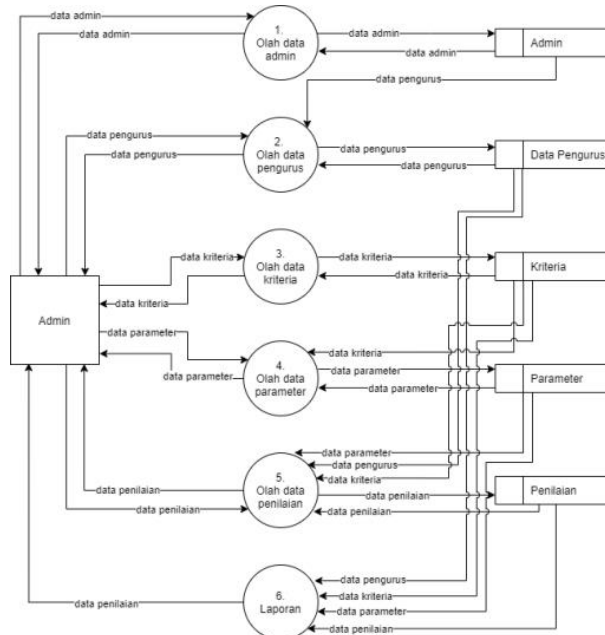 data admin
data admin
1.
Olah data
admin
data admin
data admin
Admin
data pengurus
data pengurus
data pengurus
2.
Olah data
pengurus
data pengurus
data pengurus
Data Pengurus
data kriteria
data kriteria
3.
Olah data
kriteria
data kriteria
data kriteria
Kriteria
Admin
data parameter
data parameter
4.
Olah data
parameter
data kriteria
data parameter
data parameter
Parameter
data penilaian
data penilaian
5.
Olah data
penilaian
data parameter
data pengurus
data kriteria
data penilaian
data penilaian
Penilaian
data penilaian
6.
Laporan
data pengurus
data kriteria
data parameter
data penilaian